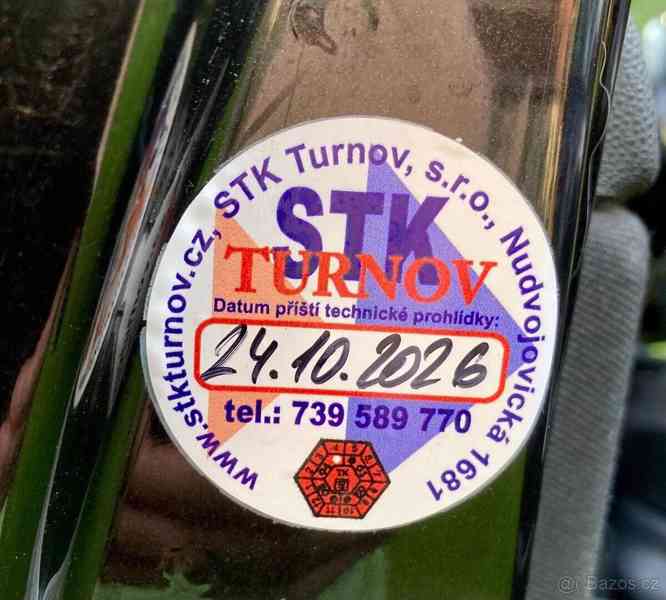 www.stkturnov.cz, STK Turnov, s.r.o., Nudvojovická 1681
STK
TURNOV
Datum příští technické prohlídky:
24.10.2026
tel.: 739 589 770
TK
Bazos.cz